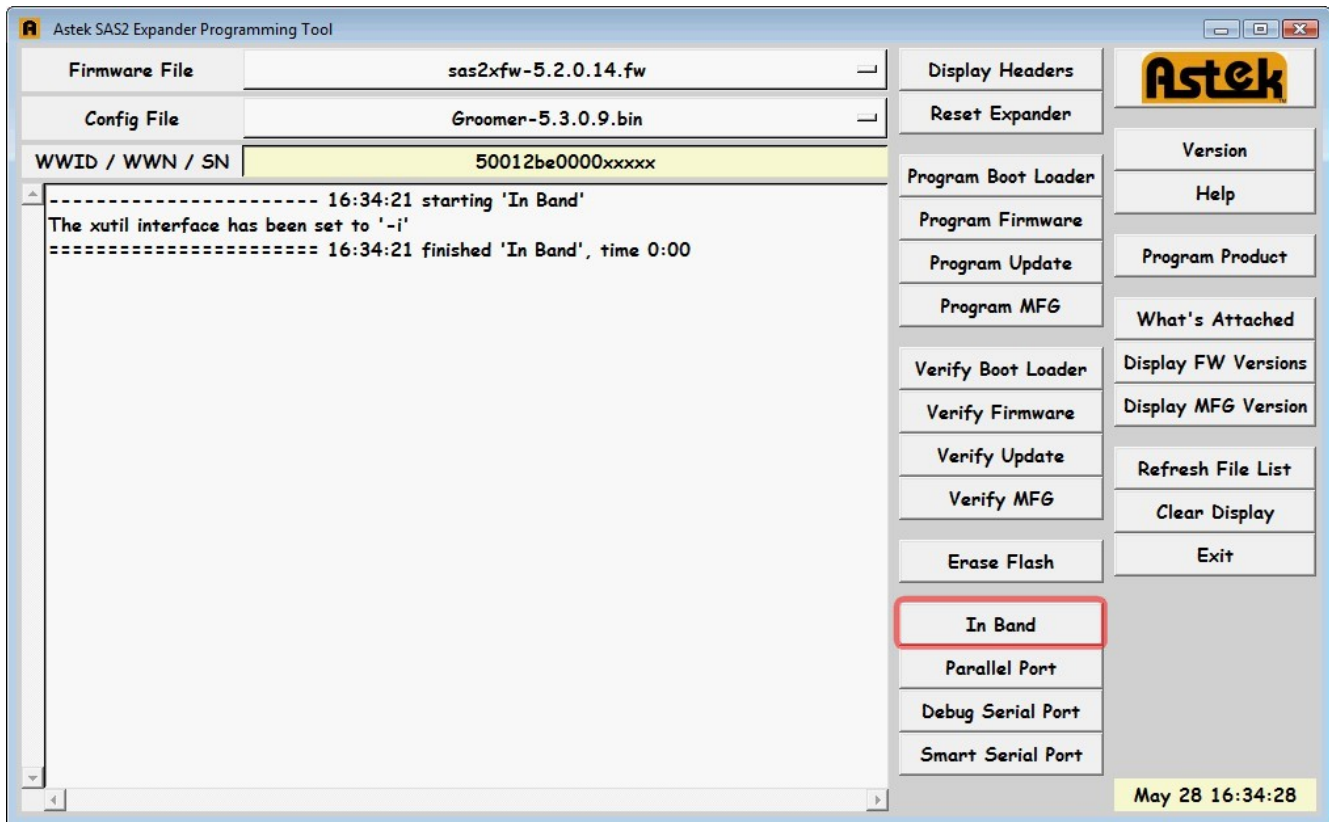 Astek SAS2 Expander Programming Tool
Firmware File
sas2xfw-5.2.0.14.fw
Config File
Groomer-5.3.0.9.bin
WWID / WWN / SN
50012be0000xxxxx
----------------------- 16:34:21 starting 'In Band'
The xutil interface has been set to '-i'
======================= 16:34:21 finished 'In Band', time 0:00
Display Headers
Reset Expander
Program Boot Loader
Program Firmware
Program Update
Program MFG
Verify Boot Loader
Verify Firmware
Verify Update
Verify MFG
Erase Flash
In Band
Parallel Port
Debug Serial Port
Smart Serial Port
Astek
Version
Help
Program Product
What's Attached
Display FW Versions
Display MFG Version
Refresh File List
Clear Display
Exit
May 28 16:34:28